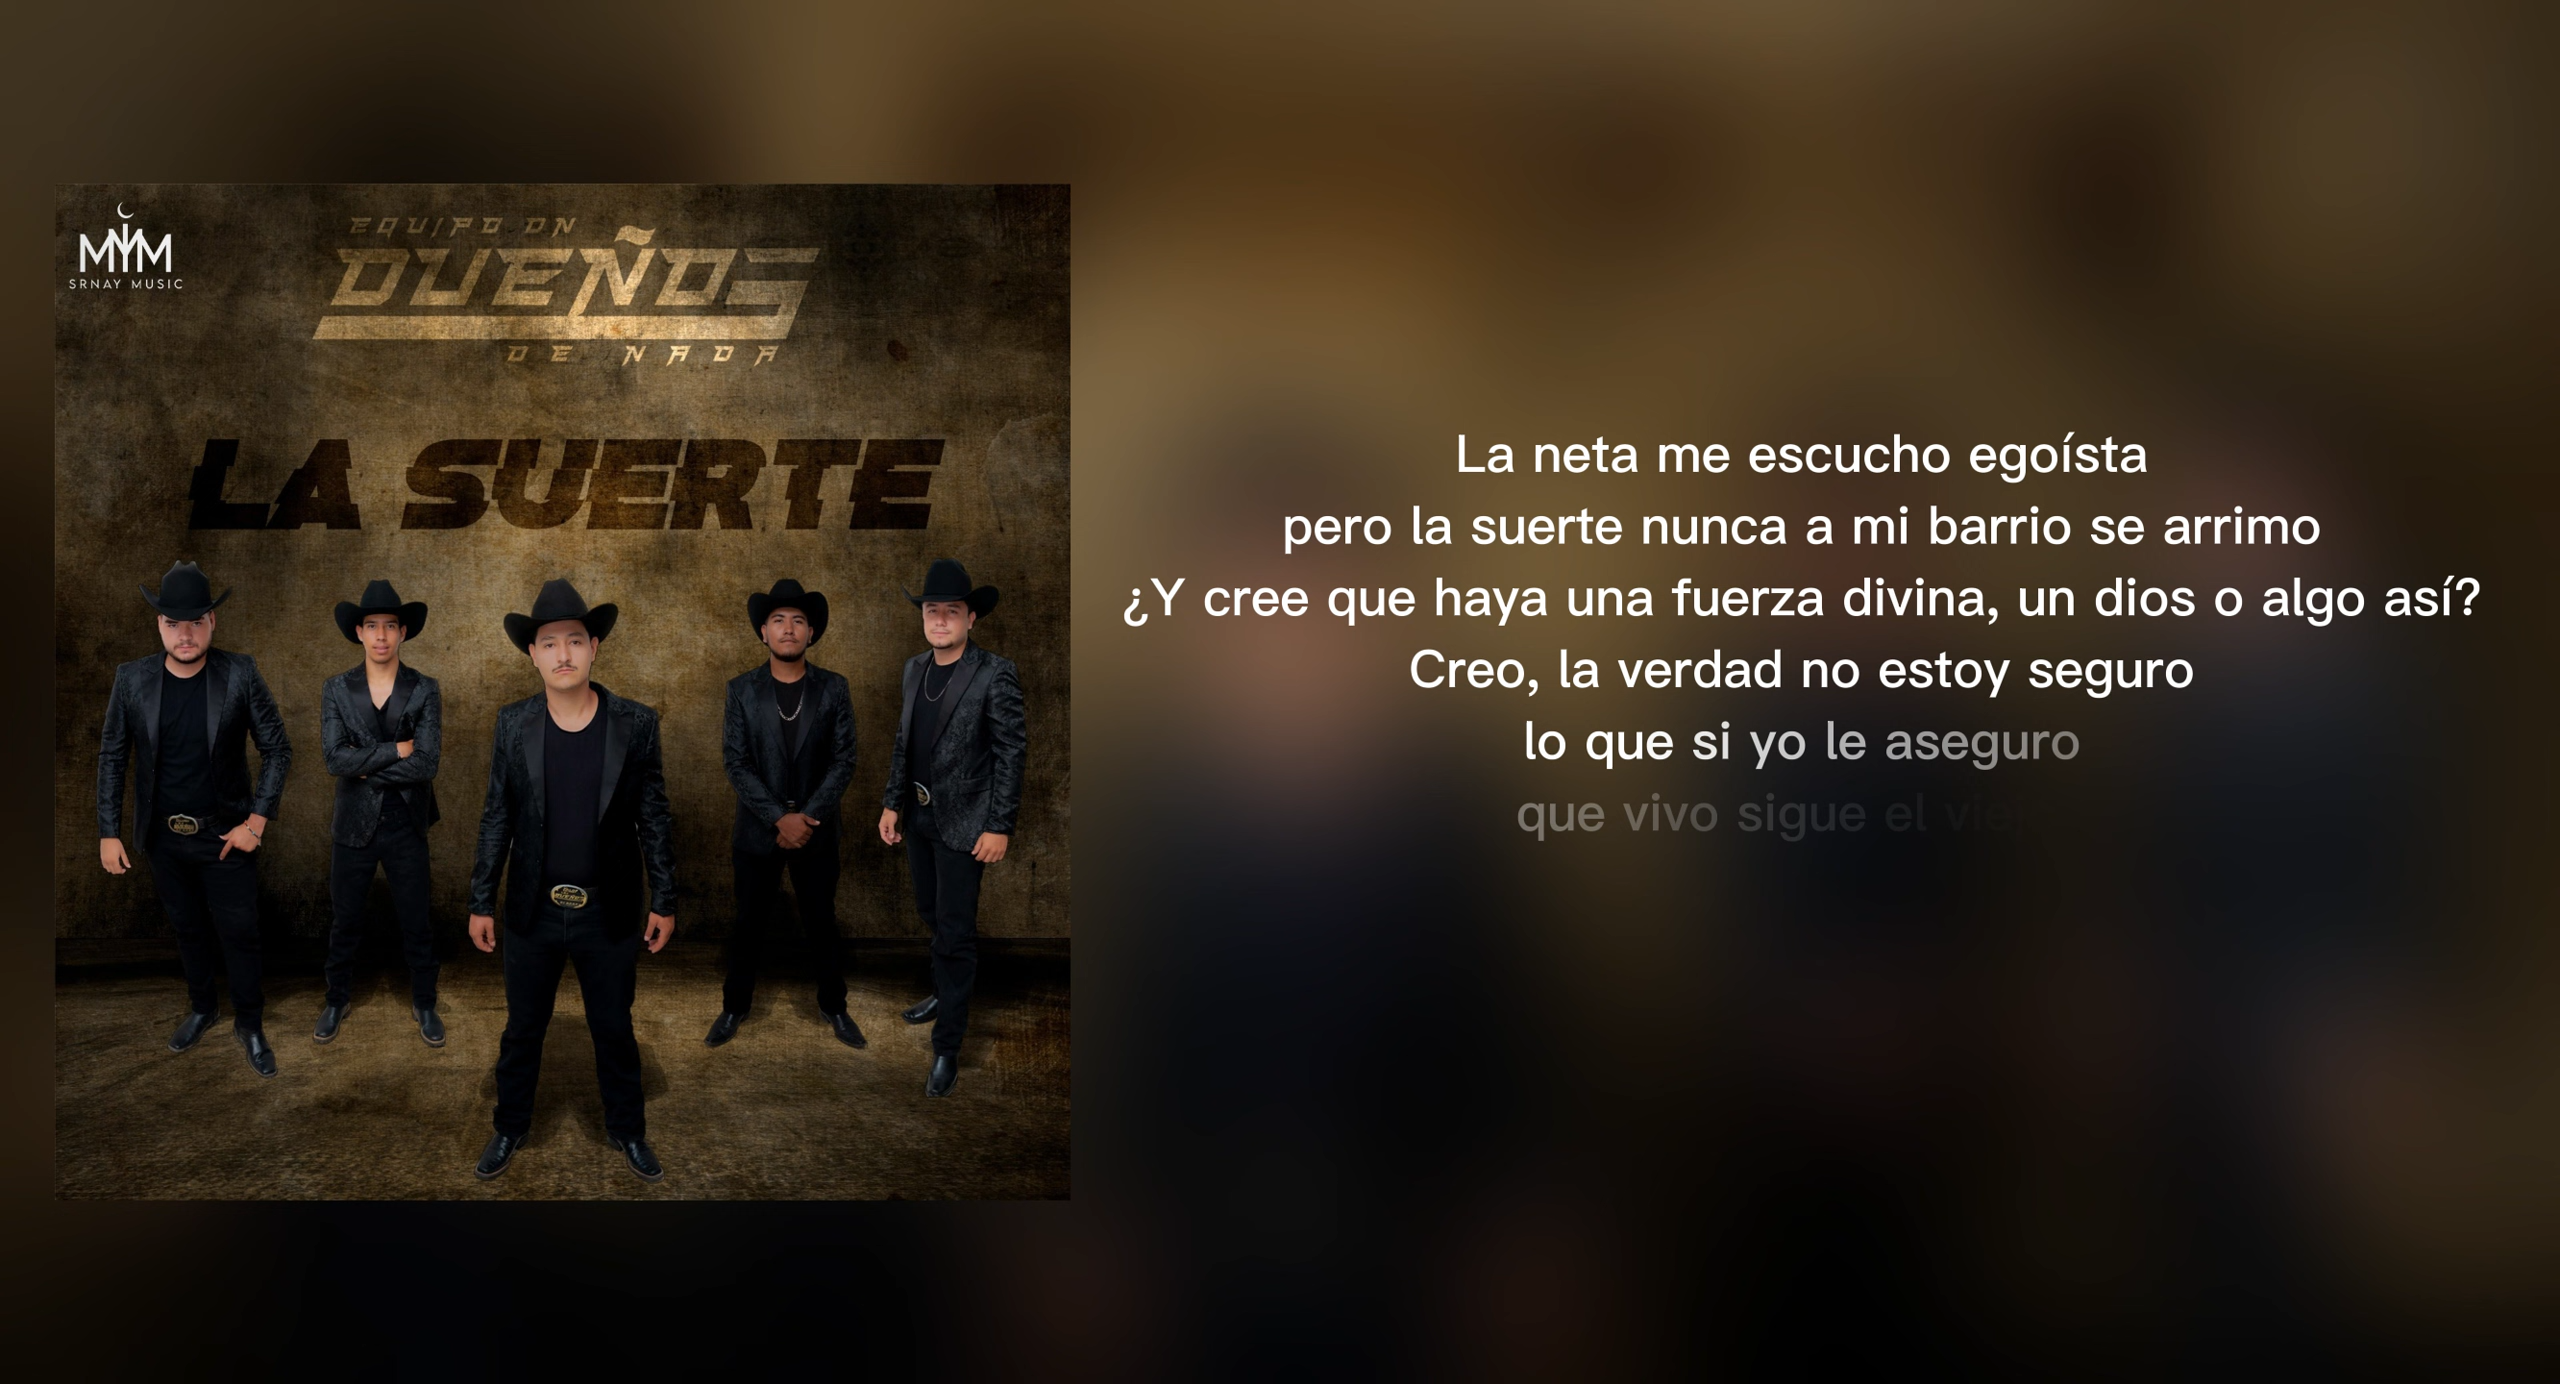 MYM
SRNAY MUSIC
EQUIPO DN
DUEÑOS
DE NADA
LA SUERTE
La neta me escucho egoísta
pero la suerte nunca a mi barrio se arrimo
¿Y cree que haya una fuerza divina, un dios o algo así?
Creo, la verdad no estoy seguro
lo que si yo le aseguro
que vivo sigue el